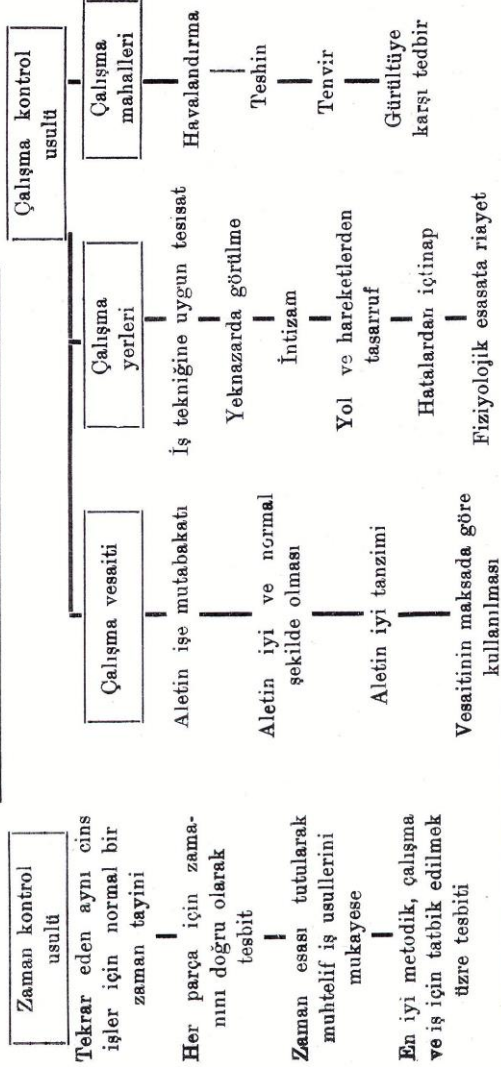 Zaman kontrol
usulü
Tekrar eden aynı cins
işler için normal bir
zaman tayini
Her parça için zama-
nını doğru olarak
tesbit
Zaman esası tutularak
muhtelif iş usullerini
mukayese
En iyi metodik, çalışma
ve iş için tatbik edilmek
üzre tesbiti
Çalışma kontrol
usulü
Çalışma vesaiti
Aletin işe mutabakatı
Aletin iyi ve normal
şekilde olması
Aletin iyi tanzimi
Vesaitinin maksada göre
kullanılması
Çalışma
yerleri
İş tekniğine uygun tesisat
Yeknazarda görülme
İntizam
Yol ve hareketlerden
tasarruf
Hatalardan içtinap
Fiziyolojik esasata riayet
Çalışma
mahalleri
Havalandırma
Teshin
Tenvir
Gürültüye
karşı tedbir